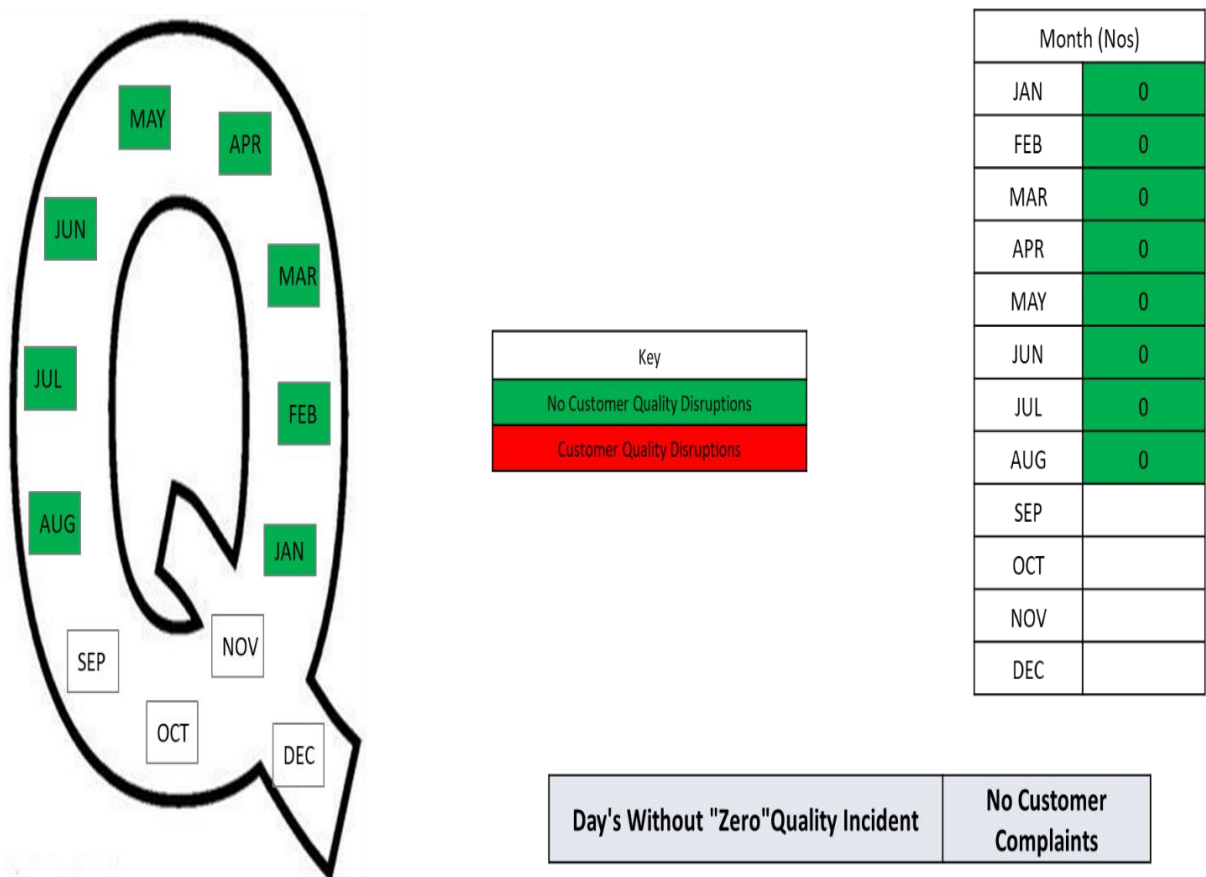 Q
MAY
APR
JUN
MAR
JUL
FEB
AUG
JAN
SEP
NOV
OCT
DEC
Key
No Customer Quality Disruptions
Customer Quality Disruptions
Month (Nos)
JAN 0
FEB 0
MAR 0
APR 0
MAY 0
JUN 0
JUL 0
AUG 0
SEP
OCT
NOV
DEC
Day's Without "Zero"Quality Incident
No Customer
Complaints